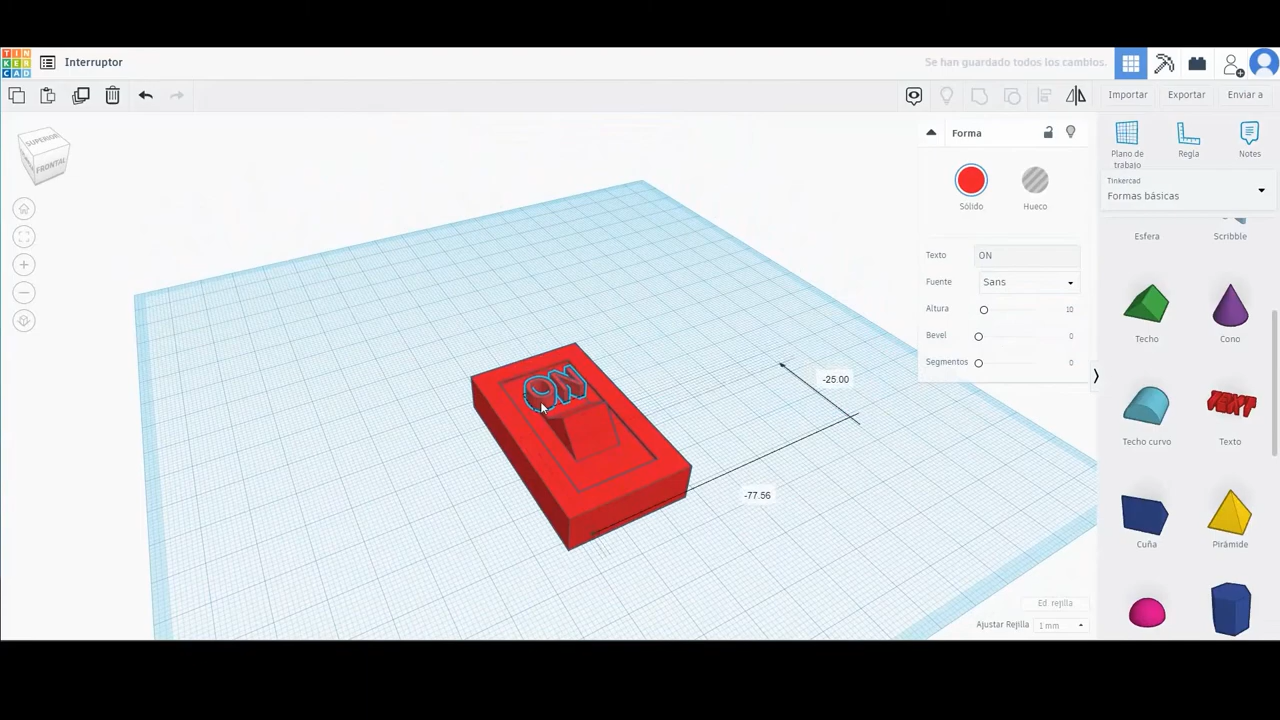 TIN
KER
CAD
Interruptor
Se han guardado todos los cambios.
Importar
Exportar
Enviar a
SUPERIOR
FRONTAL
Forma
Sólido
Hueco
Texto
ON
Fuente
Sans
Altura
10
Bevel
0
Segmentos
0
Plano de
trabajo
Regla
Notes
Tinkercad
Formas básicas
Esfera
Scribble
Techo
Cono
Techo curvo
TEXT
Texto
Cuña
Pirámide
ON
-25.00
-77.56
Ed. rejilla
Ajustar Rejilla
1 mm